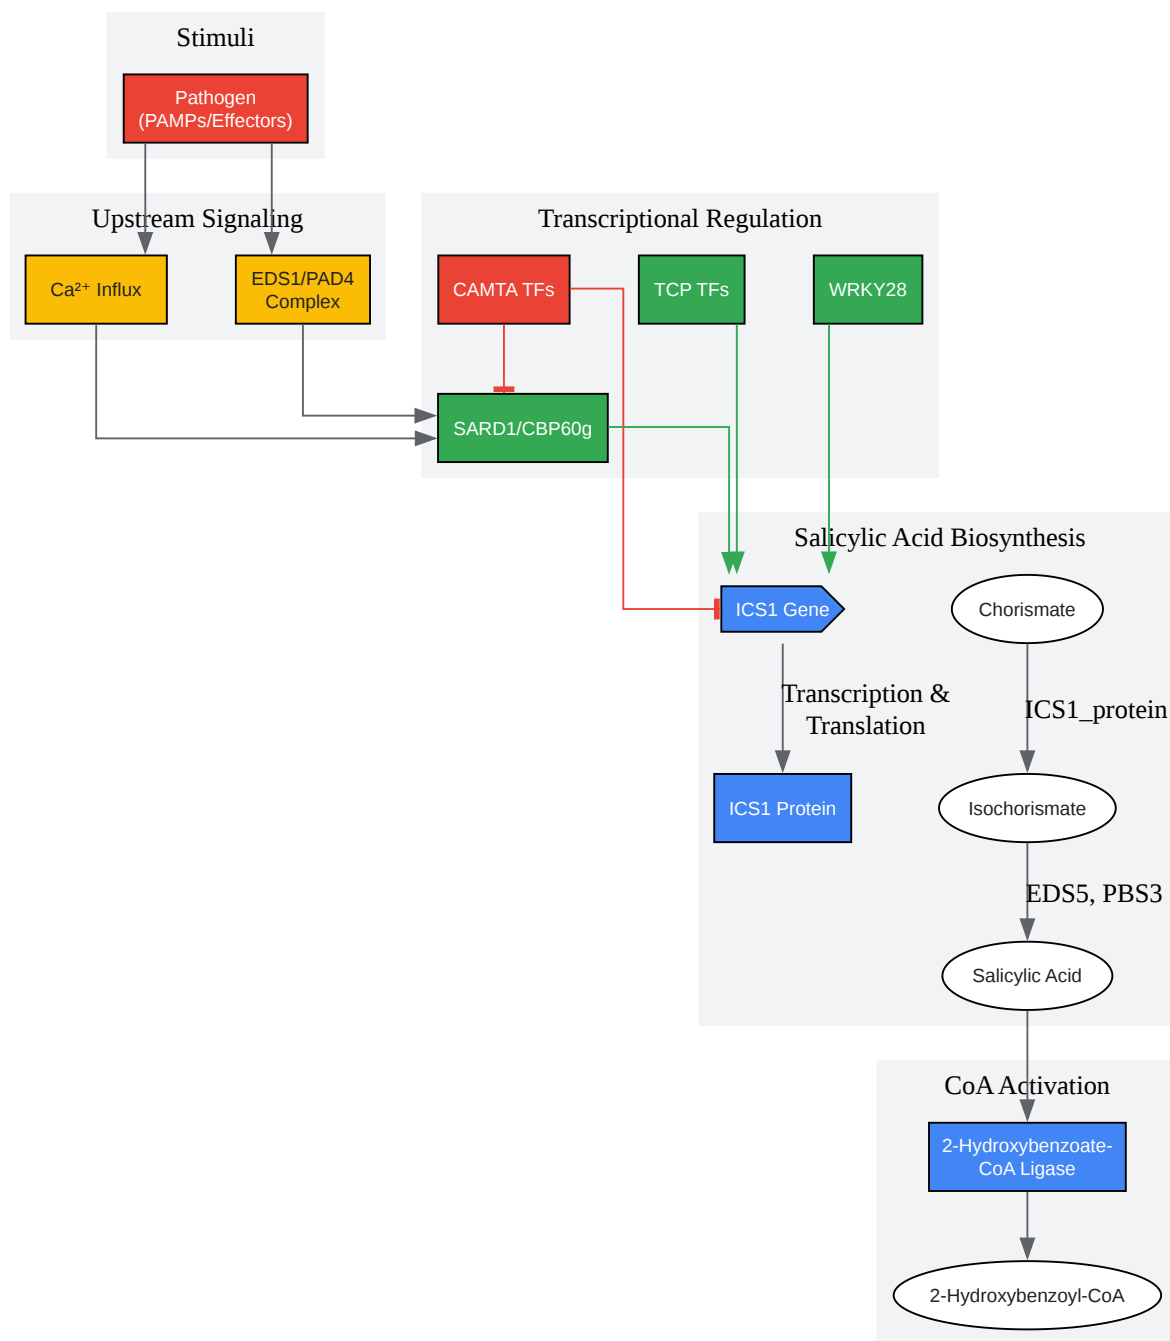 Stimuli
Pathogen
(PAMPs/Effectors)
Upstream Signaling
Ca²⁺ Influx
EDS1/PAD4
Complex
Transcriptional Regulation
CAMTA TFs
TCP TFs
WRKY28
SARD1/CBP60g
Salicylic Acid Biosynthesis
ICS1 Gene
Chorismate
Transcription &
Translation
ICS1_protein
ICS1 Protein
Isochorismate
EDS5, PBS3
Salicylic Acid
CoA Activation
2-Hydroxybenzoate-
CoA Ligase
2-Hydroxybenzoyl-CoA